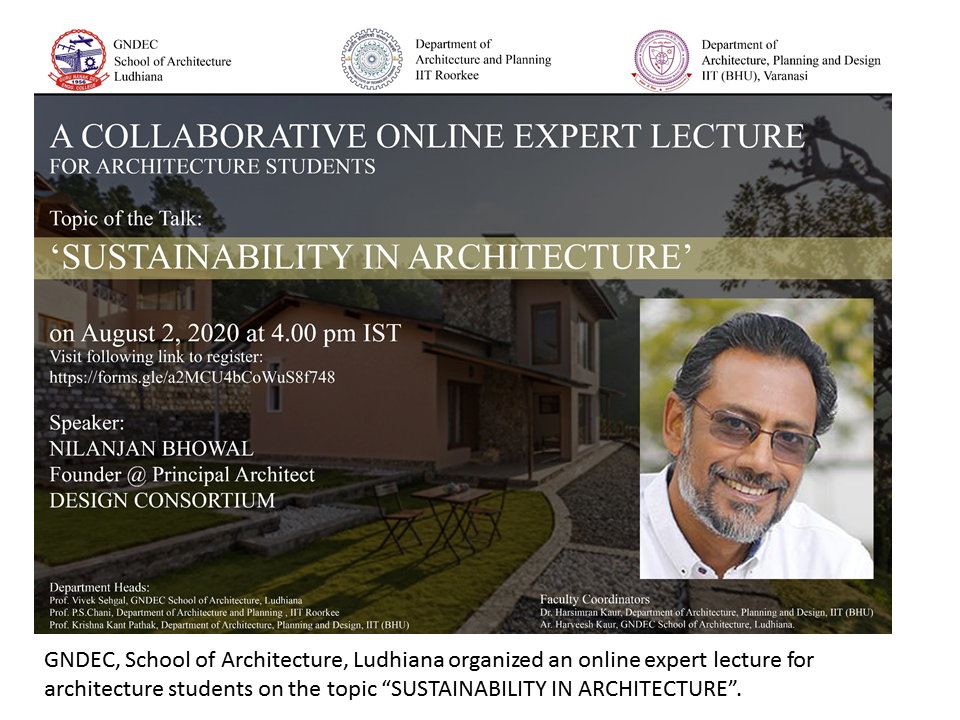 GNDEC
School of Architecture
Ludhiana
Department of
Architecture and Planning
IIT Roorkee
Department of
Architecture, Planning and Design
IIT (BHU), Varanasi
GURU NANAK DEV
1956
ENGG. COLLEGE
A COLLABORATIVE ONLINE EXPERT LECTURE
FOR ARCHITECTURE STUDENTS
Topic of the Talk:
‘SUSTAINABILITY IN ARCHITECTURE’
on August 2, 2020 at 4.00 pm IST
Visit following link to register:
https://forms.gle/a2MCU4bCoWuS8f748
Speaker:
NILANJAN BHOWAL
Founder @ Principal Architect
DESIGN CONSORTIUM
Department Heads:
Prof. Vivek Sehgal, GNDEC School of Architecture, Ludhiana
Prof. P.S.Chani, Department of Architecture and Planning , IIT Roorkee
Prof. Krishna Kant Pathak, Department of Architecture, Planning and Design, IIT (BHU)
Faculty Coordinators
Dr. Harsimran Kaur, Department of Architecture, Planning and Design, IIT (BHU)
Ar. Harveesh Kaur, GNDEC School of Architecture, Ludhiana.
GNDEC, School of Architecture, Ludhiana organized an online expert lecture for
architecture students on the topic “SUSTAINABILITY IN ARCHITECTURE”.